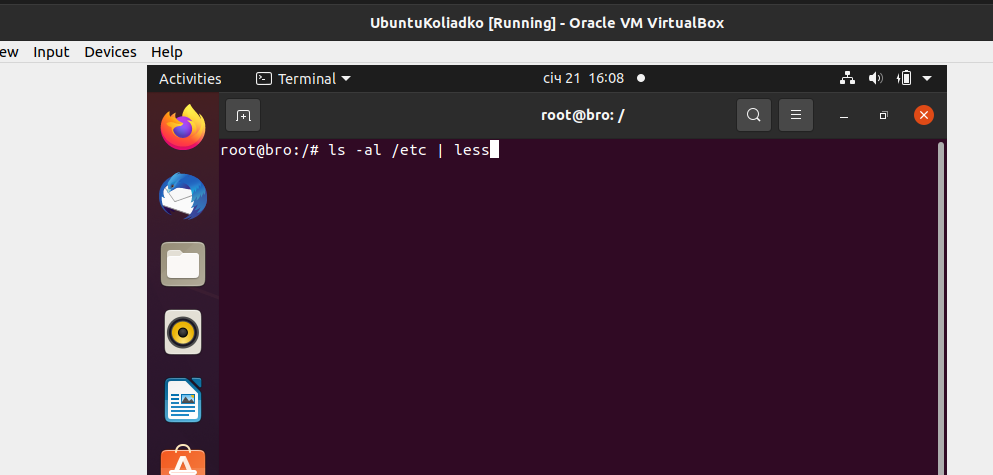 UbuntuKoliadko [Running] - Oracle VM VirtualBox
ew Input Devices Help
Activities Terminal січ 21 16:08
root@bro: /
root@bro:/# ls -al /etc | less